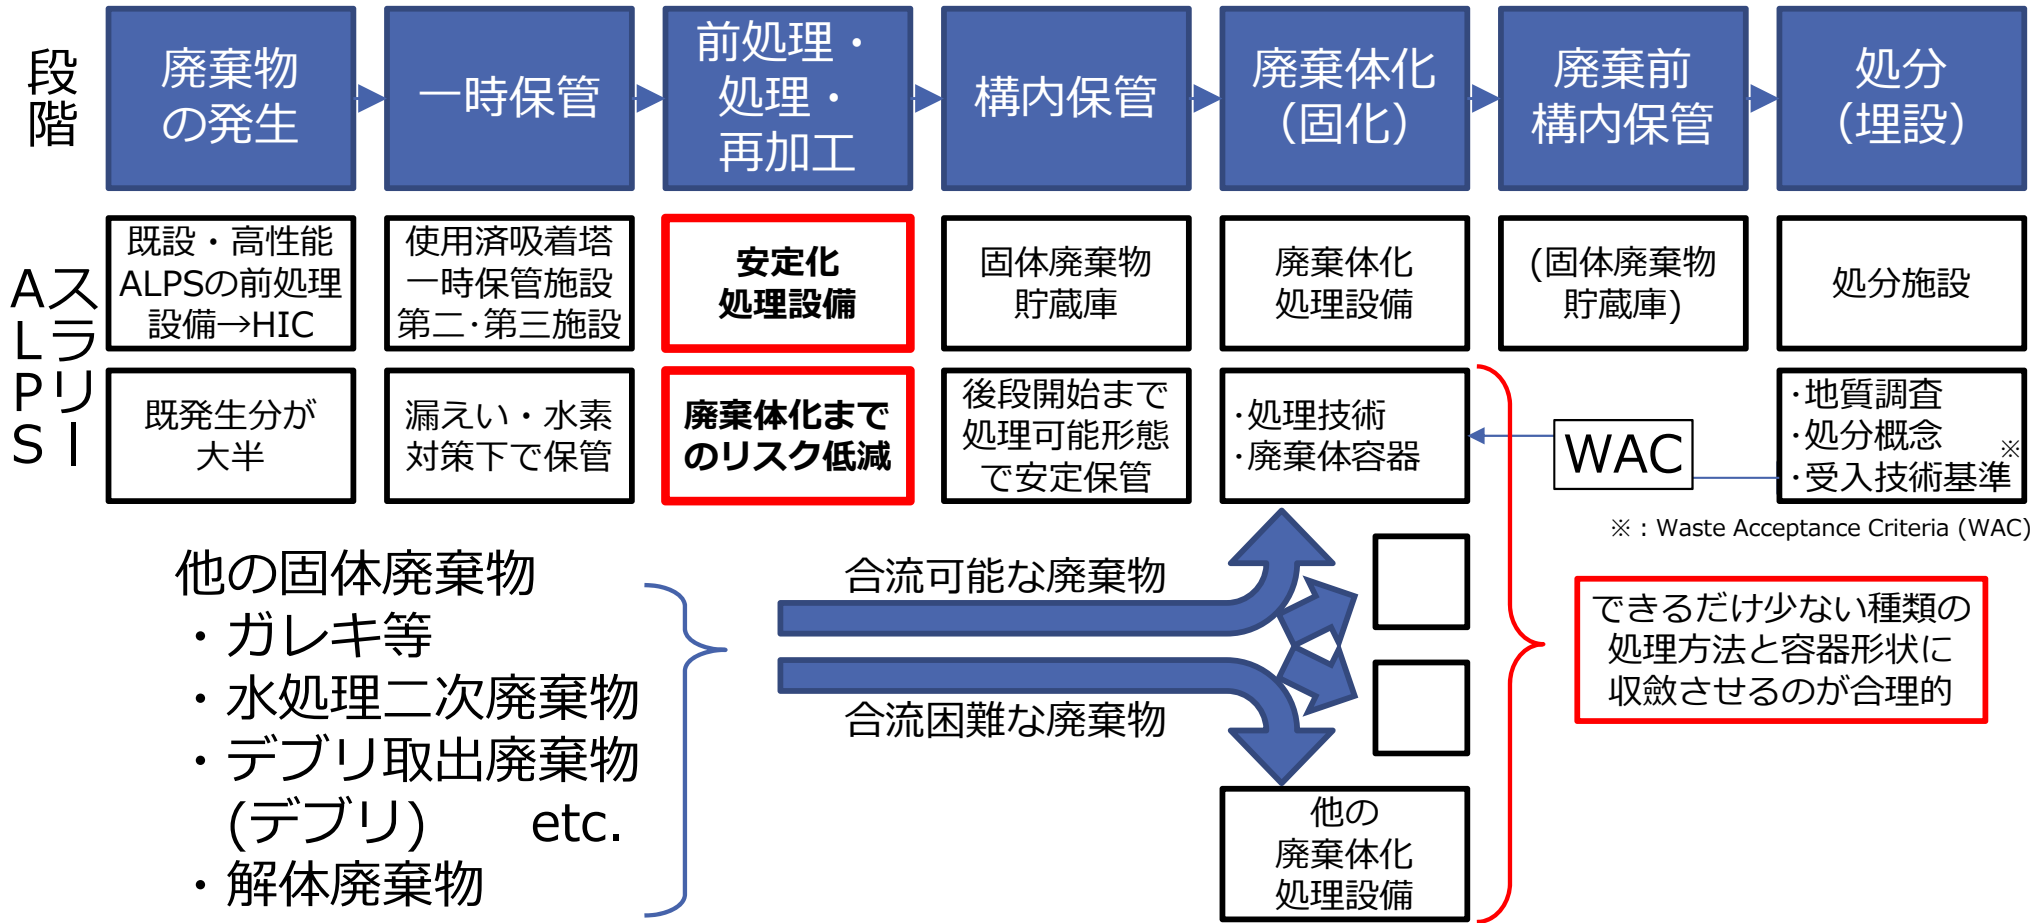 段階
廃棄物
の発生
一時保管
前処理・
処理・
再加工
構内保管
廃棄体化
（固化）
廃棄前
構内保管
処分
（埋設）
ALPS
スラリー
既設・高性能
ALPSの前処理
設備→HIC
使用済吸着塔
一時保管施設
第二･第三施設
安定化
処理設備
固体廃棄物
貯蔵庫
廃棄体化
処理設備
(固体廃棄物
貯蔵庫)
処分施設
既発生分が
大半
漏えい・水素
対策下で保管
廃棄体化まで
のリスク低減
後段開始まで
処理可能形態
で安定保管
･処理技術
･廃棄体容器
WAC
･地質調査
･処分概念
･受入技術基準※
※：Waste Acceptance Criteria (WAC)
他の固体廃棄物
・ガレキ等
・水処理二次廃棄物
・デブリ取出廃棄物
(デブリ) etc.
・解体廃棄物
合流可能な廃棄物
合流困難な廃棄物
他の
廃棄体化
処理設備
できるだけ少ない種類の
処理方法と容器形状に
収斂させるのが合理的